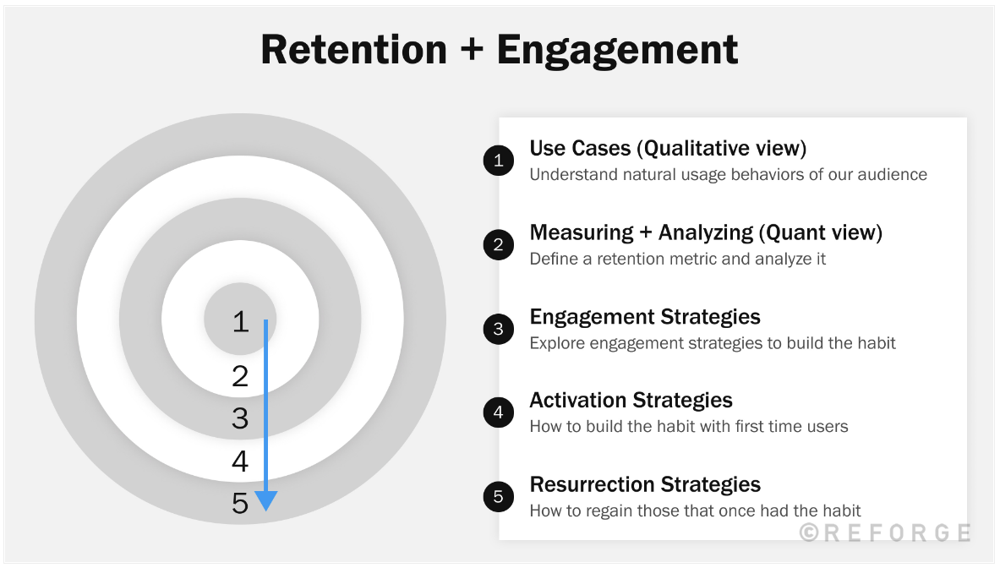 Retention + Engagement
1
2
3
4
5
1
Use Cases (Qualitative view)
Understand natural usage behaviors of our audience
2
Measuring + Analyzing (Quant view)
Define a retention metric and analyze it
3
Engagement Strategies
Explore engagement strategies to build the habit
4
Activation Strategies
How to build the habit with first time users
5
Resurrection Strategies
How to regain those that once had the habit
©REFORGE